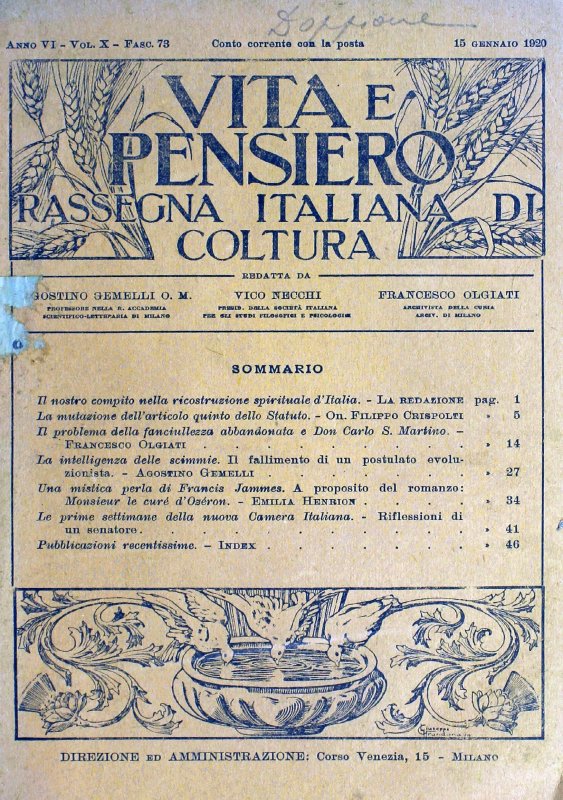 Doppione
ANNO VI - VOL. X - FASC. 73 Conto corrente con la posta 15 GENNAIO 1920
VITA E
PENSIERO
RASSEGNA ITALIANA DI
COLTURA
REDATTA DA
GOSTINO GEMELLI O. M. VICO NECCHI FRANCESCO OLGIATI
PROFESSORE NELLA R. ACCADEMIA PRESID. DELLA SOCIETÀ ITALIANA ARCHIVISTA DELLA CURIA
SCIENTIFICO-LETTERARIA DI MILANO PER GLI STUDI FILOSOFICI E PSICOLOGICI ARCIV. DI MILANO
SOMMARIO
Il nostro compito nella ricostruzione spirituale d'Italia. - LA REDAZIONE pag. 1
La mutazione dell'articolo quinto dello Statuto. - On. FILIPPO CRISPOLTI » 5
Il problema della fanciullezza abbandonata e Don Carlo S. Martino. -
FRANCESCO OLGIATI . . . . . . . . » 14
La intelligenza delle scimmie. Il fallimento di un postulato evolu-
zionista. - AGOSTINO GEMELLI . . . . . . » 27
Una mistica perla di Francis Jammes. A proposito del romanzo:
Monsieur le curé d'Ozéron. - EMILIA HENRION . . . . » 34
Le prime settimane della nuova Camera Italiana. - Riflessioni di
un senatore. . . . . . . . . . » 41
Pubblicazioni recentissime. - INDEX . . . . . . » 46
DIREZIONE ED AMMINISTRAZIONE: Corso Venezia, 15 - MILANO